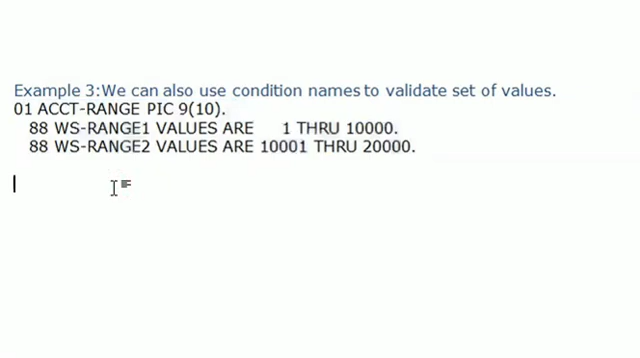 Example 3:We can also use condition names to validate set of values.
01 ACCT-RANGE PIC 9(10).
88 WS-RANGE1 VALUES ARE 1 THRU 10000.
88 WS-RANGE2 VALUES ARE 10001 THRU 20000.